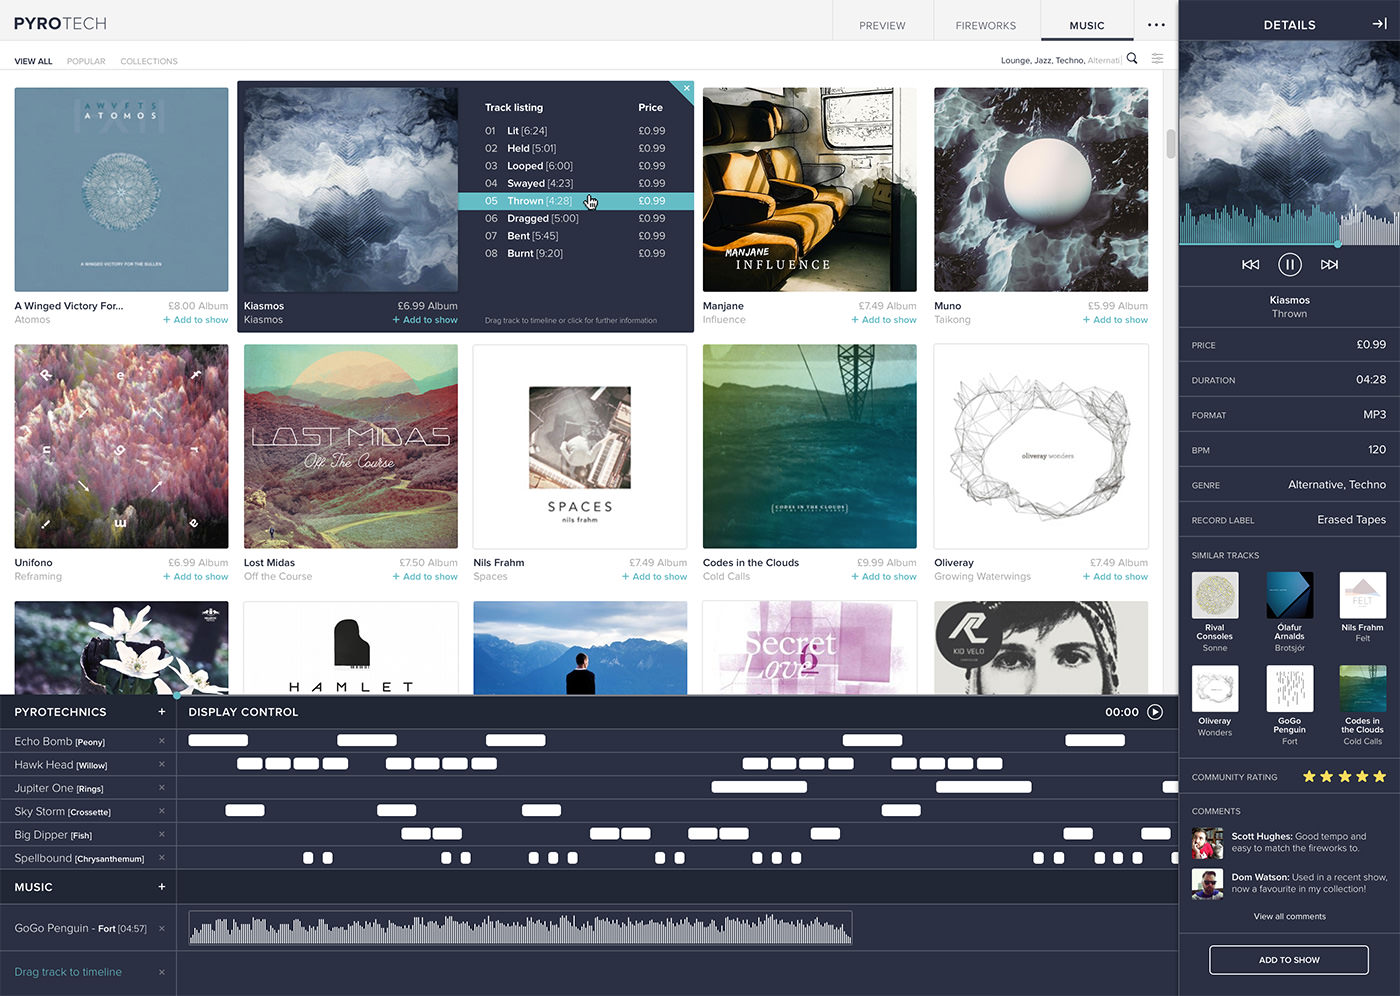 PYROTECH
PREVIEW
FIREWORKS
MUSIC
VIEW ALL
POPULAR
COLLECTIONS
Lounge, Jazz, Techno, Alternati
A W V F T S
A T O M O S
A WINGED VICTORY FOR THE SULLEN
A Winged Victory For...
£8.00 Album
Atomos
+ Add to show
Kiasmos
£6.99 Album
Kiasmos
+ Add to show
Track listing
Price
01 Lit [6:24] £0.99
02 Held [5:01] £0.99
03 Looped [6:00] £0.99
04 Swayed [4:23] £0.99
05 Thrown [4:28] £0.99
06 Dragged [5:00] £0.99
07 Bent [5:45] £0.99
08 Burnt [9:20] £0.99
Drag track to timeline or click for further information
MANJANE
INFLUENCE
Manjane
£7.49 Album
Influence
+ Add to show
Muno
£5.99 Album
Taikong
+ Add to show
R e f
n g r
i m e
Unifono
£6.99 Album
Reframing
+ Add to show
LOST MIDAS
Off The Course
Lost Midas
£7.50 Album
Off the Course
+ Add to show
SPACES
nils frahm
Nils Frahm
£7.49 Album
Spaces
+ Add to show
CODES IN THE CLOUDS
Codes in the Clouds
£9.99 Album
Cold Calls
+ Add to show
oliveray wonders
Oliveray
£7.49 Album
Growing Waterwings
+ Add to show
HAMLET
Secret
Love
KID VELO
PYROTECHNICS +
Echo Bomb [Peony] ×
Hawk Head [Willow] ×
Jupiter One [Rings] ×
Sky Storm [Crossette] ×
Big Dipper [Fish] ×
Spellbound [Chrysanthemum] ×
MUSIC +
GoGo Penguin - Fort [04:57] ×
Drag track to timeline ×
DISPLAY CONTROL
00:00
DETAILS
Kiasmos
Thrown
PRICE £0.99
DURATION 04:28
FORMAT MP3
BPM 120
GENRE Alternative, Techno
RECORD LABEL Erased Tapes
SIMILAR TRACKS
Rival
Consoles
Sonne
Ólafur
Arnalds
Brotsjór
FELT
Nils Frahm
Felt
Oliveray
Wonders
GoGo
Penguin
Fort
Codes in
the Clouds
Cold Calls
COMMUNITY RATING
COMMENTS
Scott Hughes: Good tempo and
easy to match the fireworks to.
Dom Watson: Used in a recent show,
now a favourite in my collection!
View all comments
ADD TO SHOW